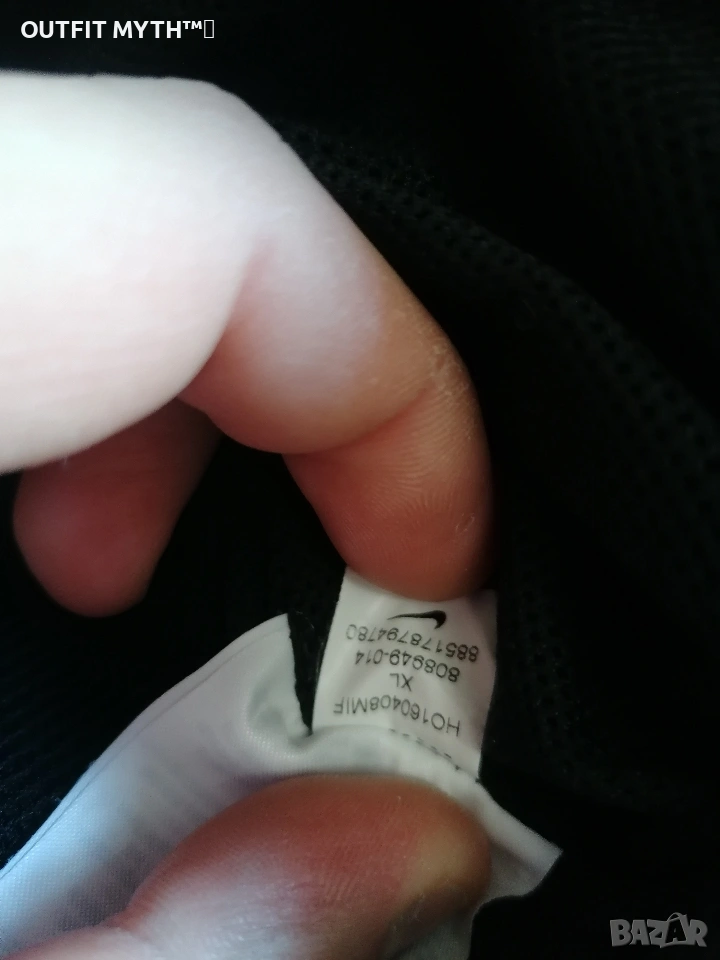 OUTFIT MYTH™
885178794780
808949-014
XL
HO160408MIF
BAZAR